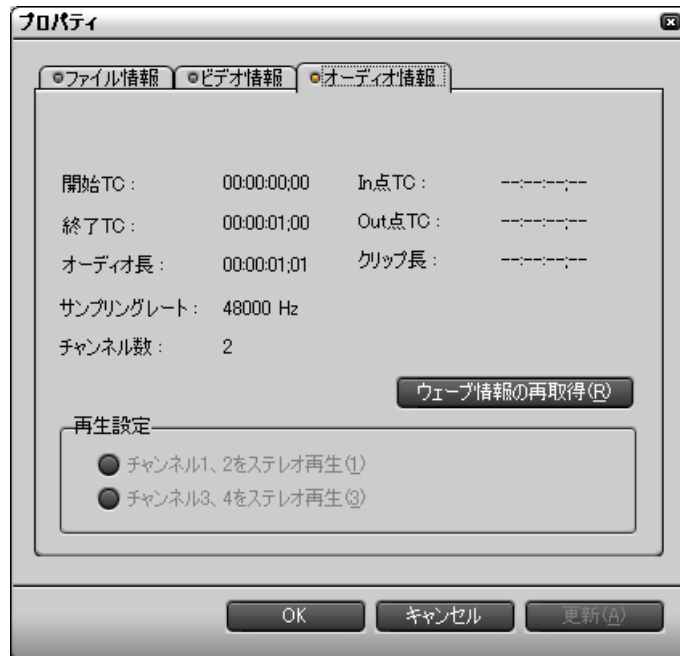 プロパティ
ファイル情報 ビデオ情報 オーディオ情報
開始TC : 00:00:00;00 In点TC : --:--:--;--
終了TC : 00:00:01;00 Out点TC : --:--:--;--
オーディオ長 : 00:00:01;01 クリップ長 : --:--:--;--
サンプリングレート : 48000 Hz
チャンネル数 : 2
ウェーブ情報の再取得(R)
再生設定
チャンネル1、2をステレオ再生(1)
チャンネル3、4をステレオ再生(3)
OK キャンセル 更新(A)